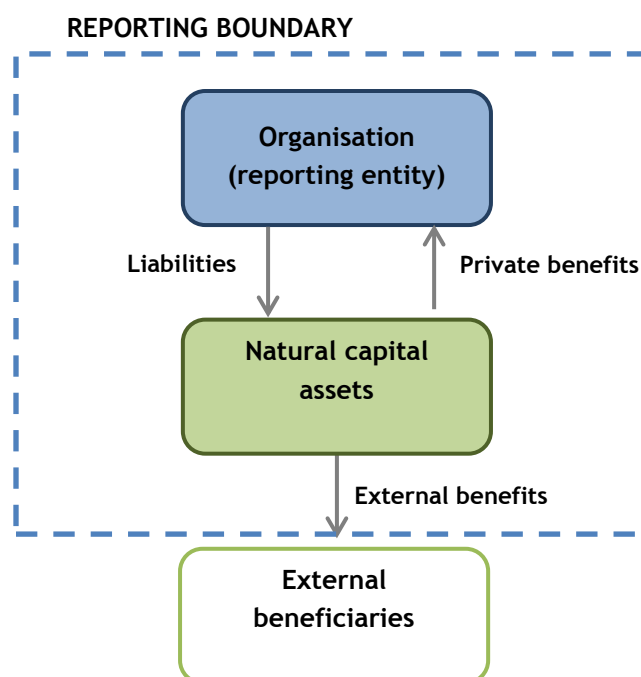 REPORTING BOUNDARY
Organisation
(reporting entity)
Liabilities
Private benefits
Natural capital
assets
External benefits
External
beneficiaries